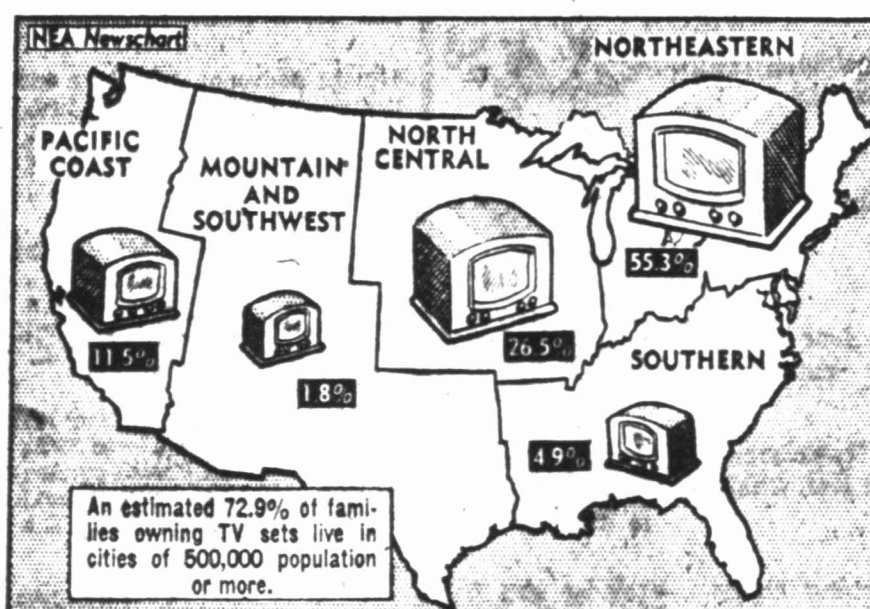 NEA Newschart
NORTHEASTERN
PACIFIC
COAST
MOUNTAIN
AND
SOUTHWEST
NORTH
CENTRAL
55.3%
11.5%
1.8%
26.5%
SOUTHERN
4.9%
An estimated 72.9% of fami-
lies owning TV sets live in
cities of 500,000 population
or more.